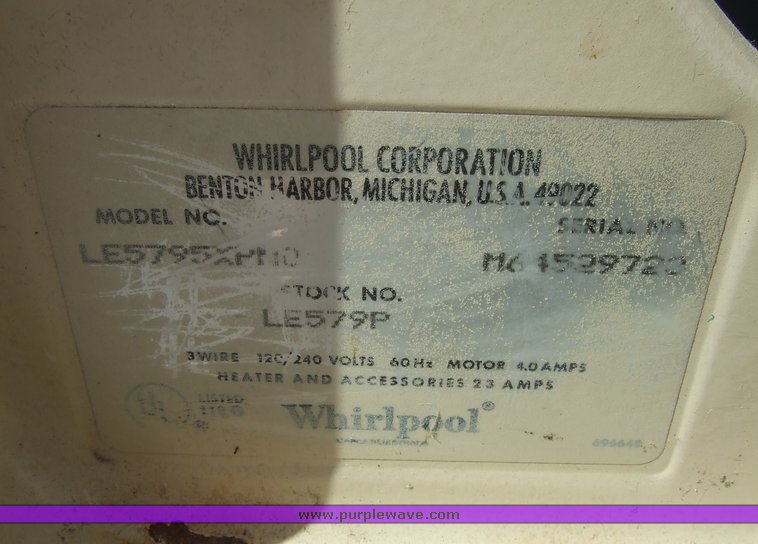 WHIRLPOOL CORPORATION
BENTON HARBOR, MICHIGAN, U.S.A. 49022
MODEL NO.
SERIAL NO
STOCK NO.
LE579P
3 WIRE 120/240 VOLTS 60Hz MOTOR 4.0 AMPS
HEATER AND ACCESSORIES 23 AMPS
LISTED
Whirlpool®
www.purplewave.com